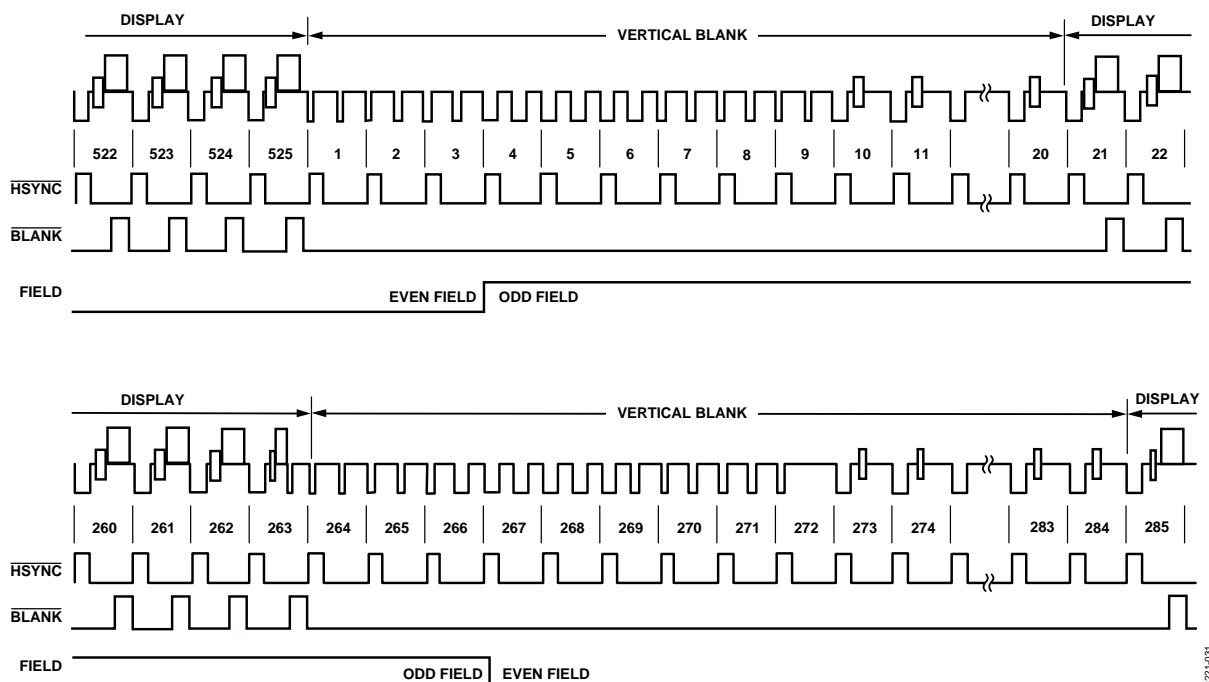 DISPLAY VERTICAL BLANK DISPLAY
522 523 524 525 1 2 3 4 5 6 7 8 9 10 11 20 21 22
HSYNC
BLANK
FIELD EVEN FIELD ODD FIELD
DISPLAY VERTICAL BLANK DISPLAY
260 261 262 263 264 265 266 267 268 269 270 271 272 273 274 283 284 285
HSYNC
BLANK
FIELD ODD FIELD EVEN FIELD